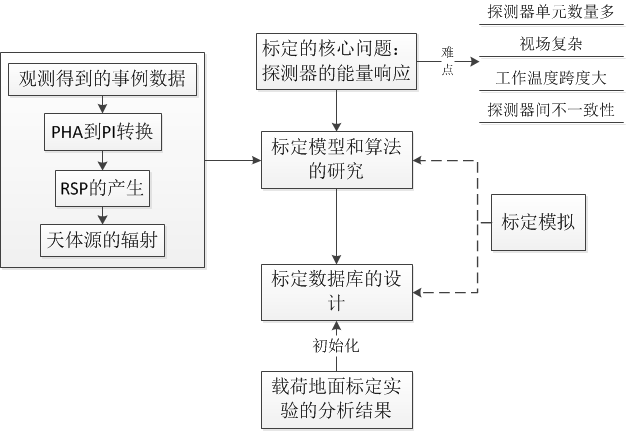 观测得到的事例数据
PHA到PI转换
RSP的产生
天体源的辐射
标定的核心问题：
探测器的能量响应
难
点
探测器单元数量多
视场复杂
工作温度跨度大
探测器间不一致性
标定模型和算法
的研究
标定模拟
标定数据库的设
计
初始化
载荷地面标定实
验的分析结果